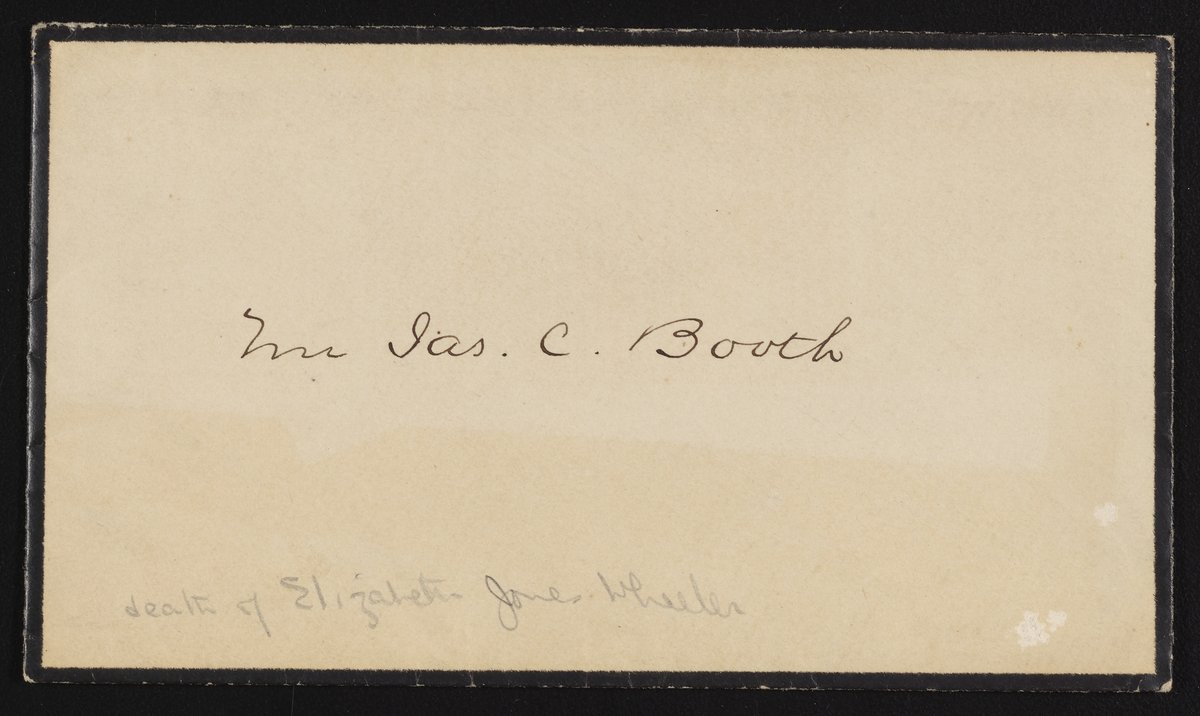 Mr Jas. C. Booth
death of Elizabeth Jones Wheeler